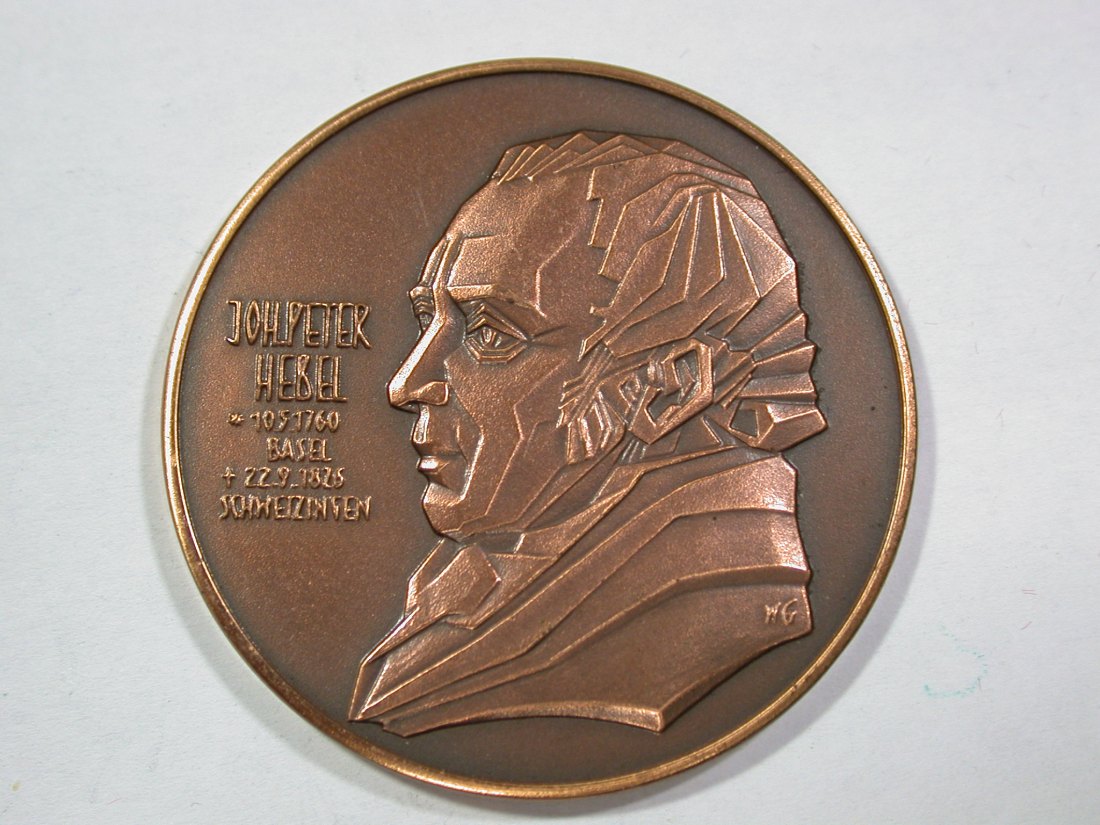 JOH.PETER
HEBEL
* 10 5 1760
BASEL
+ 22.9.1826
SCHWETZINGEN
WG